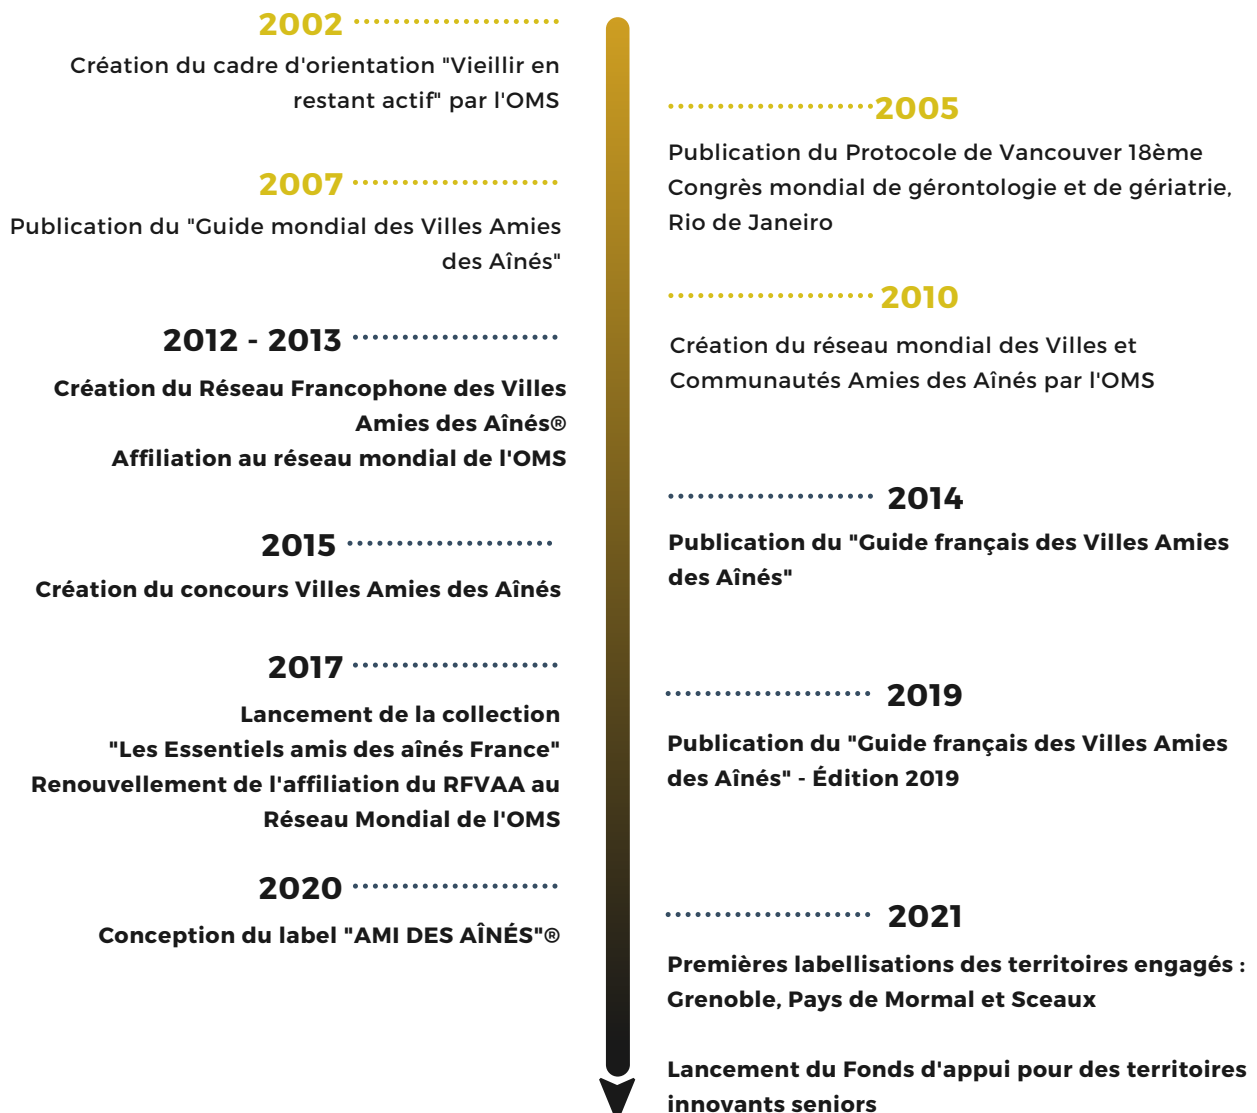 2002
Création du cadre d'orientation "Vieillir en
restant actif" par l'OMS
2005
Publication du Protocole de Vancouver 18ème
Congrès mondial de gérontologie et de gériatrie,
Rio de Janeiro
2007
Publication du "Guide mondial des Villes Amies
des Aînés"
2010
Création du réseau mondial des Villes et
Communautés Amies des Aînés par l'OMS
2012 - 2013
Création du Réseau Francophone des Villes
Amies des Aînés®
Affiliation au réseau mondial de l'OMS
2014
Publication du "Guide français des Villes Amies
des Aînés"
2015
Création du concours Villes Amies des Aînés
2017
Lancement de la collection
"Les Essentiels amis des aînés France"
Renouvellement de l'affiliation du RFVAA au
Réseau Mondial de l'OMS
2019
Publication du "Guide français des Villes Amies
des Aînés" - Édition 2019
2020
Conception du label "AMI DES AÎNÉS"®
2021
Premières labellisations des territoires engagés :
Grenoble, Pays de Mormal et Sceaux
Lancement du Fonds d'appui pour des territoires
innovants seniors